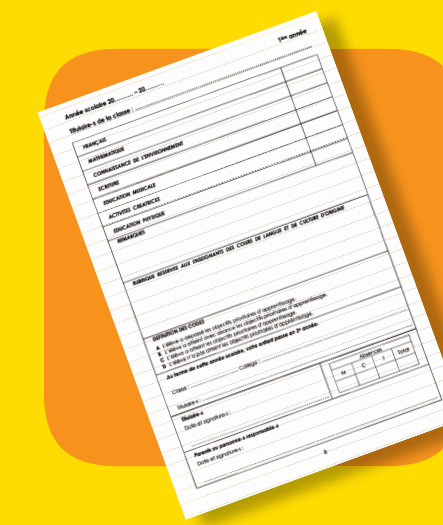 1ère année
Année scolaire 20.......... – 20..........
Titulaire-s de la classe : ..........
FRANÇAIS
MATHÉMATIQUE
CONNAISSANCE DE L'ENVIRONNEMENT
ECRITURE
EDUCATION MUSICALE
ACTIVITÉS CRÉATRICES
EDUCATION PHYSIQUE
REMARQUES
RUBRIQUE RÉSERVÉE AUX ENSEIGNANTS DES COURS DE LANGUE ET DE CULTURE D'ORIGINE
DÉFINITION DES CODES
A L'élève a dépassé les objectifs prioritaires d'apprentissage.
B L'élève a atteint avec aisance les objectifs prioritaires d'apprentissage.
C L'élève a atteint les objectifs prioritaires d'apprentissage.
D L'élève n'a pas atteint les objectifs prioritaires d'apprentissage.
Au terme de cette année scolaire, votre enfant passe en 2e année.
Classe : .......... Collège : ..........
Titulaire-s : ..........
Absences
M C I Total
Titulaire-s
Date et signature-s :
Parents ou personne-s responsable-s
Date et signature-s :